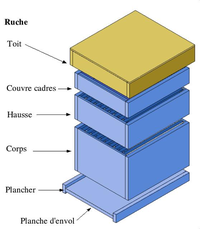 Ruche
Toit
Couvre cadres
Hausse
Corps
Plancher
Planche d'envol